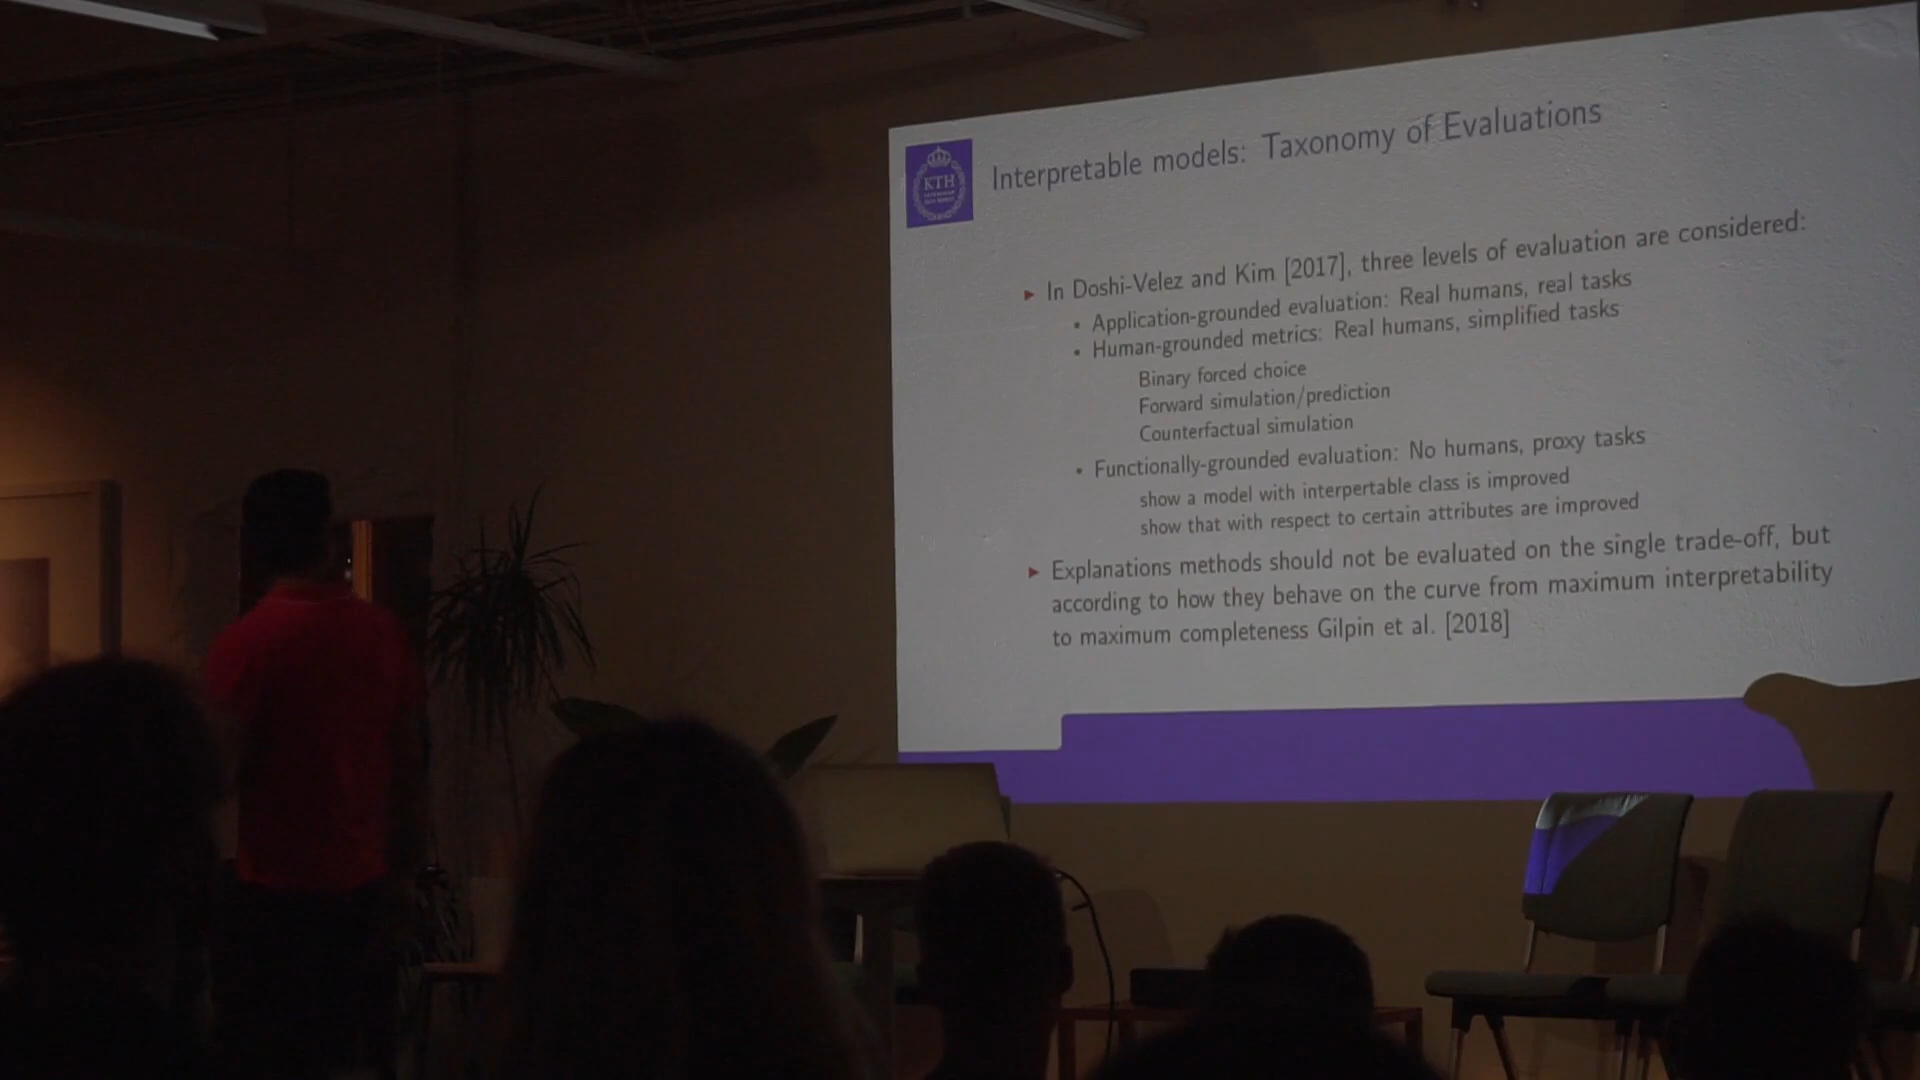 KTH
Interpretable models: Taxonomy of Evaluations
► In Doshi-Velez and Kim [2017], three levels of evaluation are considered:
• Application-grounded evaluation: Real humans, real tasks
• Human-grounded metrics: Real humans, simplified tasks
Binary forced choice
Forward simulation/prediction
Counterfactual simulation
• Functionally-grounded evaluation: No humans, proxy tasks
show a model with interpertable class is improved
show that with respect to certain attributes are improved
► Explanations methods should not be evaluated on the single trade-off, but
according to how they behave on the curve from maximum interpretability
to maximum completeness Gilpin et al. [2018]